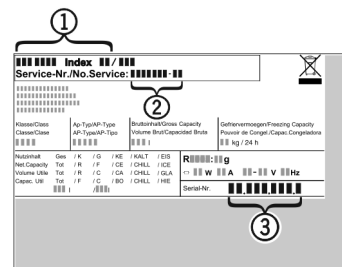 ①
Index /
Service-Nr./No.Service: -
②
Klasse/Class
Classe/Clase
Ap-Typ/AP-Type
AP-Type/AP-Tipo
Bruttoinhalt/Gross Capacity
Volume Brut/Capacidad Bruta
l
Gefriervermoegen/Freezing Capacity
Pouvoir de Congel./Capac.Congeladora
kg / 24 h
Nutzinhalt Ges / K / G / KE / KALT / EIS
Net.Capacity Tot / R / F / CE / CHILL / ICE
Volume Utile Tot / R / C / CA / CHILL / GLA
Capac. Util Tot / F / C / BO / CHILL / HIE
l / l
R : g
W A - V Hz
Serial-Nr. . . .
③